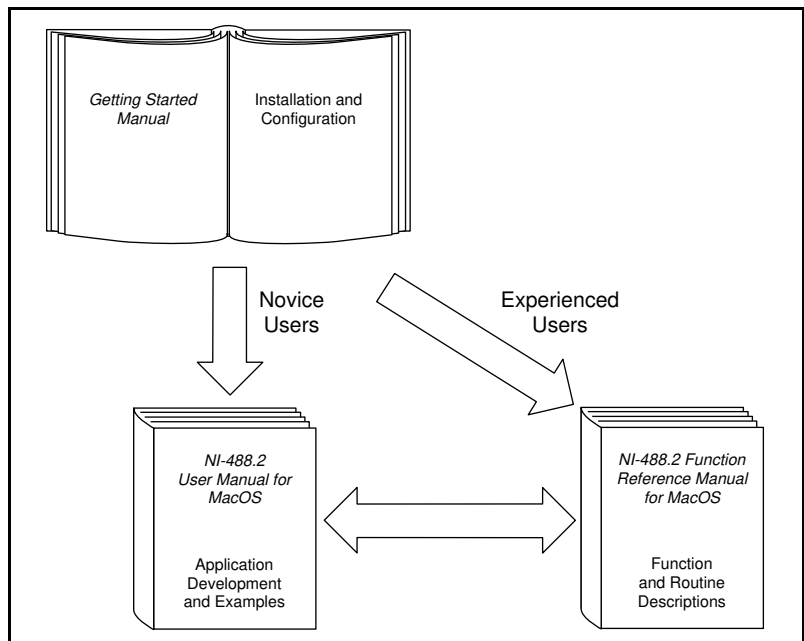 Getting Started
Manual
Installation and
Configuration
Novice
Users
Experienced
Users
NI-488.2
User Manual for
MacOS
Application
Development
and Examples
NI-488.2 Function
Reference Manual
for MacOS
Function
and Routine
Descriptions